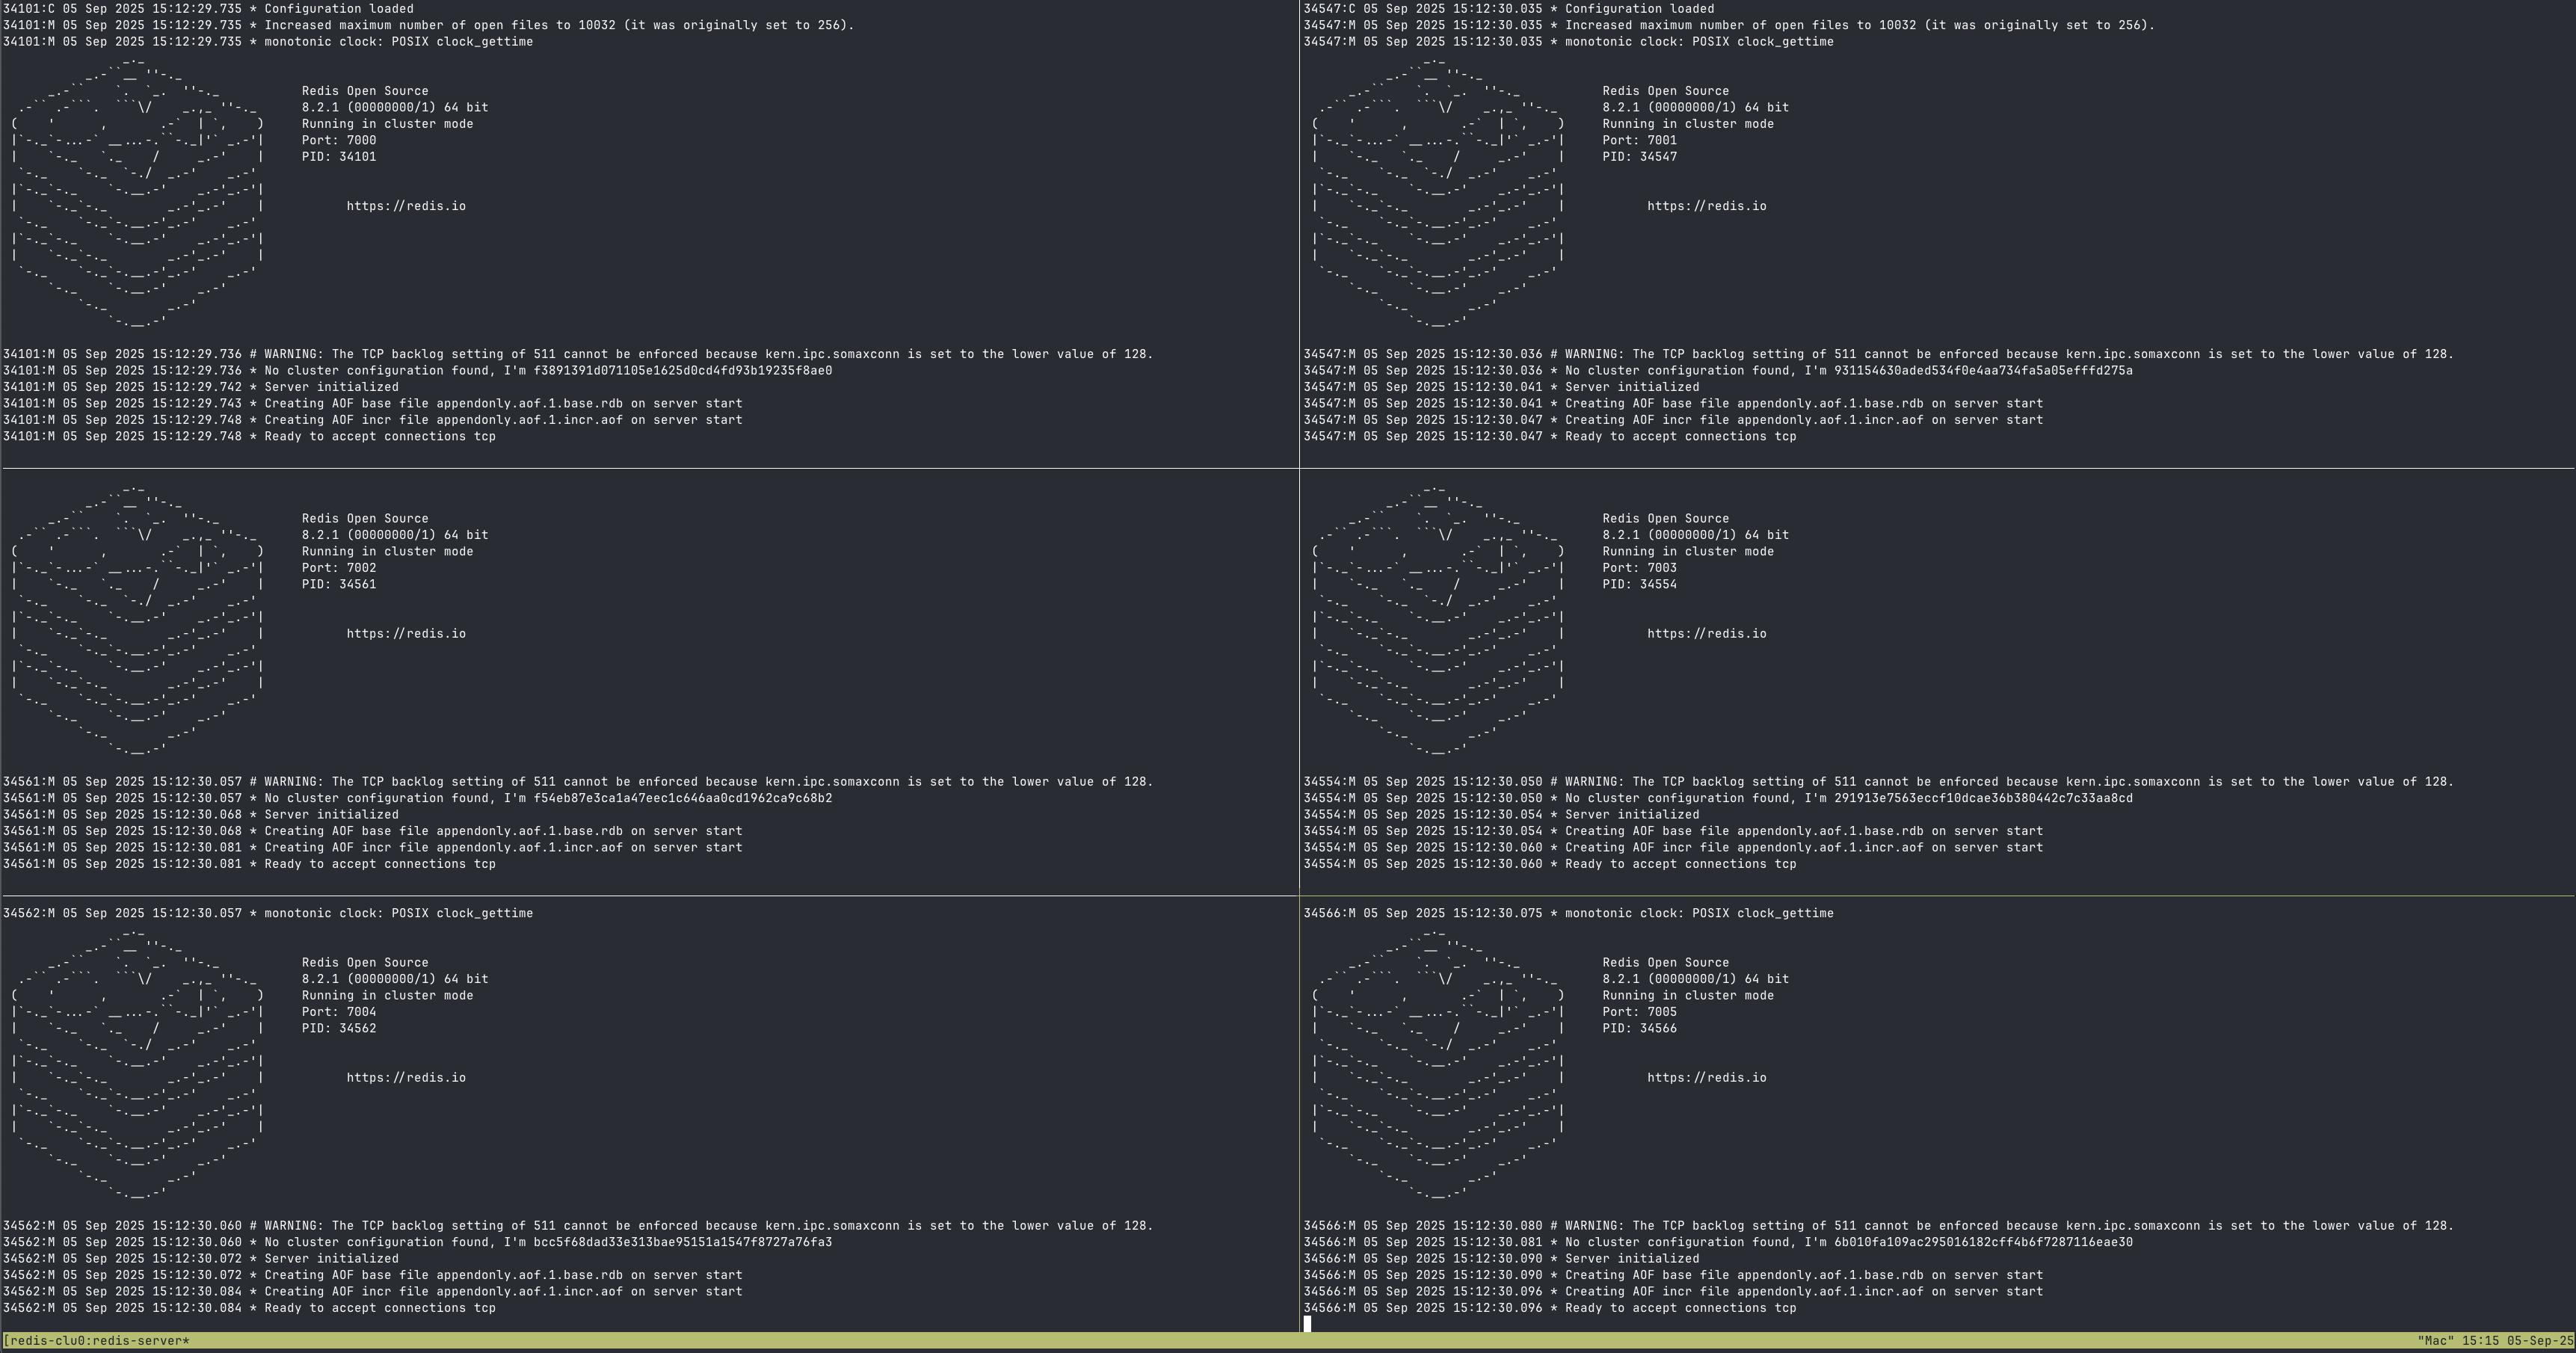 34101:C 05 Sep 2025 15:12:29.735 * Configuration loaded
34101:M 05 Sep 2025 15:12:29.735 * Increased maximum number of open files to 10032 (it was originally set to 256).
34101:M 05 Sep 2025 15:12:29.735 * monotonic clock: POSIX clock_gettime
Redis Open Source
8.2.1 (00000000/1) 64 bit
Running in cluster mode
Port: 7000
PID: 34101
https://redis.io
34101:M 05 Sep 2025 15:12:29.736 # WARNING: The TCP backlog setting of 511 cannot be enforced because kern.ipc.somaxconn is set to the lower value of 128.
34101:M 05 Sep 2025 15:12:29.736 * No cluster configuration found, I'm f3891391d071105e1625d0cd4fd93b19235f8ae0
34101:M 05 Sep 2025 15:12:29.742 * Server initialized
34101:M 05 Sep 2025 15:12:29.743 * Creating AOF base file appendonly.aof.1.base.rdb on server start
34101:M 05 Sep 2025 15:12:29.748 * Creating AOF incr file appendonly.aof.1.incr.aof on server start
34101:M 05 Sep 2025 15:12:29.748 * Ready to accept connections tcp
34547:C 05 Sep 2025 15:12:30.035 * Configuration loaded
34547:M 05 Sep 2025 15:12:30.035 * Increased maximum number of open files to 10032 (it was originally set to 256).
34547:M 05 Sep 2025 15:12:30.035 * monotonic clock: POSIX clock_gettime
Redis Open Source
8.2.1 (00000000/1) 64 bit
Running in cluster mode
Port: 7001
PID: 34547
https://redis.io
34547:M 05 Sep 2025 15:12:30.036 # WARNING: The TCP backlog setting of 511 cannot be enforced because kern.ipc.somaxconn is set to the lower value of 128.
34547:M 05 Sep 2025 15:12:30.036 * No cluster configuration found, I'm 931154630aded534f0e4aa734fa5a05efffd275a
34547:M 05 Sep 2025 15:12:30.041 * Server initialized
34547:M 05 Sep 2025 15:12:30.041 * Creating AOF base file appendonly.aof.1.base.rdb on server start
34547:M 05 Sep 2025 15:12:30.047 * Creating AOF incr file appendonly.aof.1.incr.aof on server start
34547:M 05 Sep 2025 15:12:30.047 * Ready to accept connections tcp
Redis Open Source
8.2.1 (00000000/1) 64 bit
Running in cluster mode
Port: 7002
PID: 34561
https://redis.io
34561:M 05 Sep 2025 15:12:30.057 # WARNING: The TCP backlog setting of 511 cannot be enforced because kern.ipc.somaxconn is set to the lower value of 128.
34561:M 05 Sep 2025 15:12:30.057 * No cluster configuration found, I'm f54eb87e3ca1a47eec1c646aa0cd1962ca9c68b2
34561:M 05 Sep 2025 15:12:30.068 * Server initialized
34561:M 05 Sep 2025 15:12:30.068 * Creating AOF base file appendonly.aof.1.base.rdb on server start
34561:M 05 Sep 2025 15:12:30.081 * Creating AOF incr file appendonly.aof.1.incr.aof on server start
34561:M 05 Sep 2025 15:12:30.081 * Ready to accept connections tcp
Redis Open Source
8.2.1 (00000000/1) 64 bit
Running in cluster mode
Port: 7003
PID: 34554
https://redis.io
34554:M 05 Sep 2025 15:12:30.050 # WARNING: The TCP backlog setting of 511 cannot be enforced because kern.ipc.somaxconn is set to the lower value of 128.
34554:M 05 Sep 2025 15:12:30.050 * No cluster configuration found, I'm 291913e7563eccf10dcae36b380442c7c33aa8cd
34554:M 05 Sep 2025 15:12:30.054 * Server initialized
34554:M 05 Sep 2025 15:12:30.054 * Creating AOF base file appendonly.aof.1.base.rdb on server start
34554:M 05 Sep 2025 15:12:30.060 * Creating AOF incr file appendonly.aof.1.incr.aof on server start
34554:M 05 Sep 2025 15:12:30.060 * Ready to accept connections tcp
34562:M 05 Sep 2025 15:12:30.057 * monotonic clock: POSIX clock_gettime
Redis Open Source
8.2.1 (00000000/1) 64 bit
Running in cluster mode
Port: 7004
PID: 34562
https://redis.io
34562:M 05 Sep 2025 15:12:30.060 # WARNING: The TCP backlog setting of 511 cannot be enforced because kern.ipc.somaxconn is set to the lower value of 128.
34562:M 05 Sep 2025 15:12:30.060 * No cluster configuration found, I'm bcc5f68dad33e313bae95151a1547f8727a76fa3
34562:M 05 Sep 2025 15:12:30.072 * Server initialized
34562:M 05 Sep 2025 15:12:30.072 * Creating AOF base file appendonly.aof.1.base.rdb on server start
34562:M 05 Sep 2025 15:12:30.084 * Creating AOF incr file appendonly.aof.1.incr.aof on server start
34562:M 05 Sep 2025 15:12:30.084 * Ready to accept connections tcp
34566:M 05 Sep 2025 15:12:30.075 * monotonic clock: POSIX clock_gettime
Redis Open Source
8.2.1 (00000000/1) 64 bit
Running in cluster mode
Port: 7005
PID: 34566
https://redis.io
34566:M 05 Sep 2025 15:12:30.080 # WARNING: The TCP backlog setting of 511 cannot be enforced because kern.ipc.somaxconn is set to the lower value of 128.
34566:M 05 Sep 2025 15:12:30.081 * No cluster configuration found, I'm 6b010fa109ac295016182cff4b6f7287116eae30
34566:M 05 Sep 2025 15:12:30.090 * Server initialized
34566:M 05 Sep 2025 15:12:30.090 * Creating AOF base file appendonly.aof.1.base.rdb on server start
34566:M 05 Sep 2025 15:12:30.096 * Creating AOF incr file appendonly.aof.1.incr.aof on server start
34566:M 05 Sep 2025 15:12:30.096 * Ready to accept connections tcp
[redis-clu0:redis-server* "Mac" 15:15 05-Sep-25